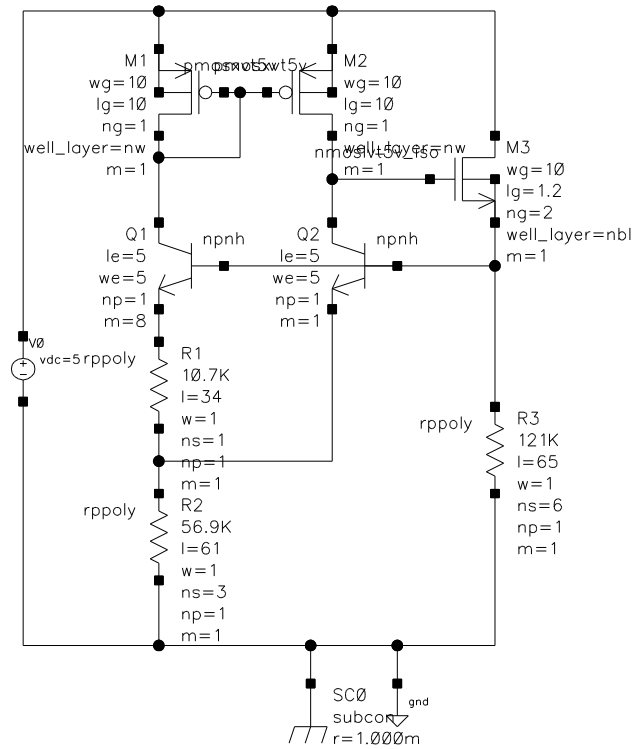 M1
wg=10
lg=10
ng=1
well_layer=nw
m=1
M2
wg=10
lg=10
ng=1
well_layer=nw
m=1
nmoslvt5v_iso
M3
wg=10
lg=1.2
ng=2
well_layer=nbl
m=1
Q1
le=5
we=5
np=1
m=8
npnh
Q2
le=5
we=5
np=1
m=1
npnh
V0
vdc=5
rppoly
R1
10.7K
l=34
w=1
ns=1
np=1
m=1
rppoly
R2
56.9K
l=61
w=1
ns=3
np=1
m=1
rppoly
R3
121K
l=65
w=1
ns=6
np=1
m=1
SC0
subcon
r=1.000m
gnd